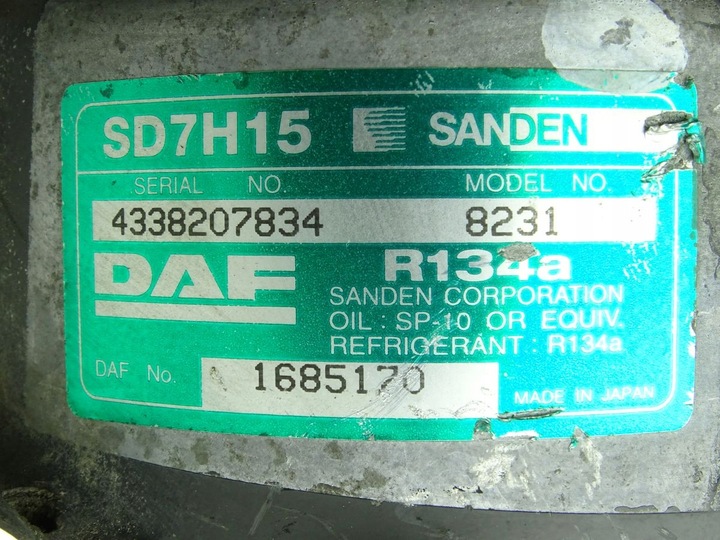 SD7H15 SANDEN
SERIAL NO. MODEL NO.
4338207834 8231
DAF R134a
SANDEN CORPORATION
OIL : SP-10 OR EQUIV.
REFRIGERANT : R134a
DAF No. 1685170
MADE IN JAPAN